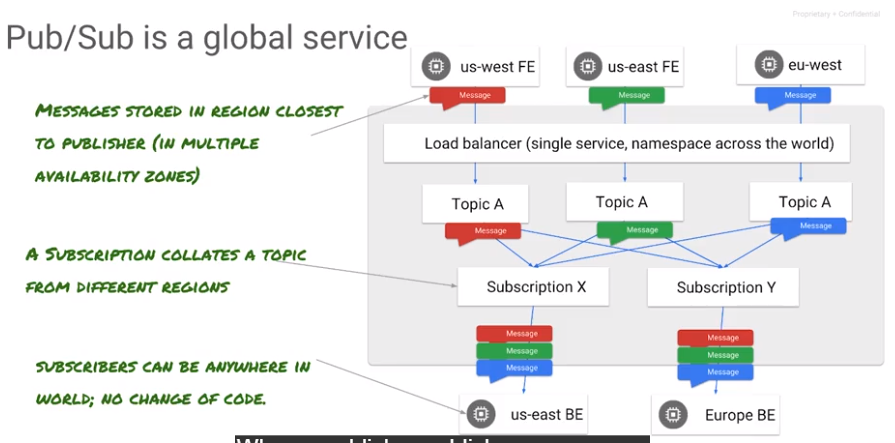 Proprietary + Confidential
Pub/Sub is a global service
us-west FE
us-east FE
eu-west
Message
Message
Message
MESSAGES STORED IN REGION CLOSEST
TO PUBLISHER (IN MULTIPLE
AVAILABILITY ZONES)
Load balancer (single service, namespace across the world)
Topic A
Topic A
Topic A
Message
Message
Message
A SUBSCRIPTION COLLATES A TOPIC
FROM DIFFERENT REGIONS
Subscription X
Subscription Y
Message
Message
Message
Message
Message
Message
SUBSCRIBERS CAN BE ANYWHERE IN
WORLD; NO CHANGE OF CODE.
us-east BE
Europe BE